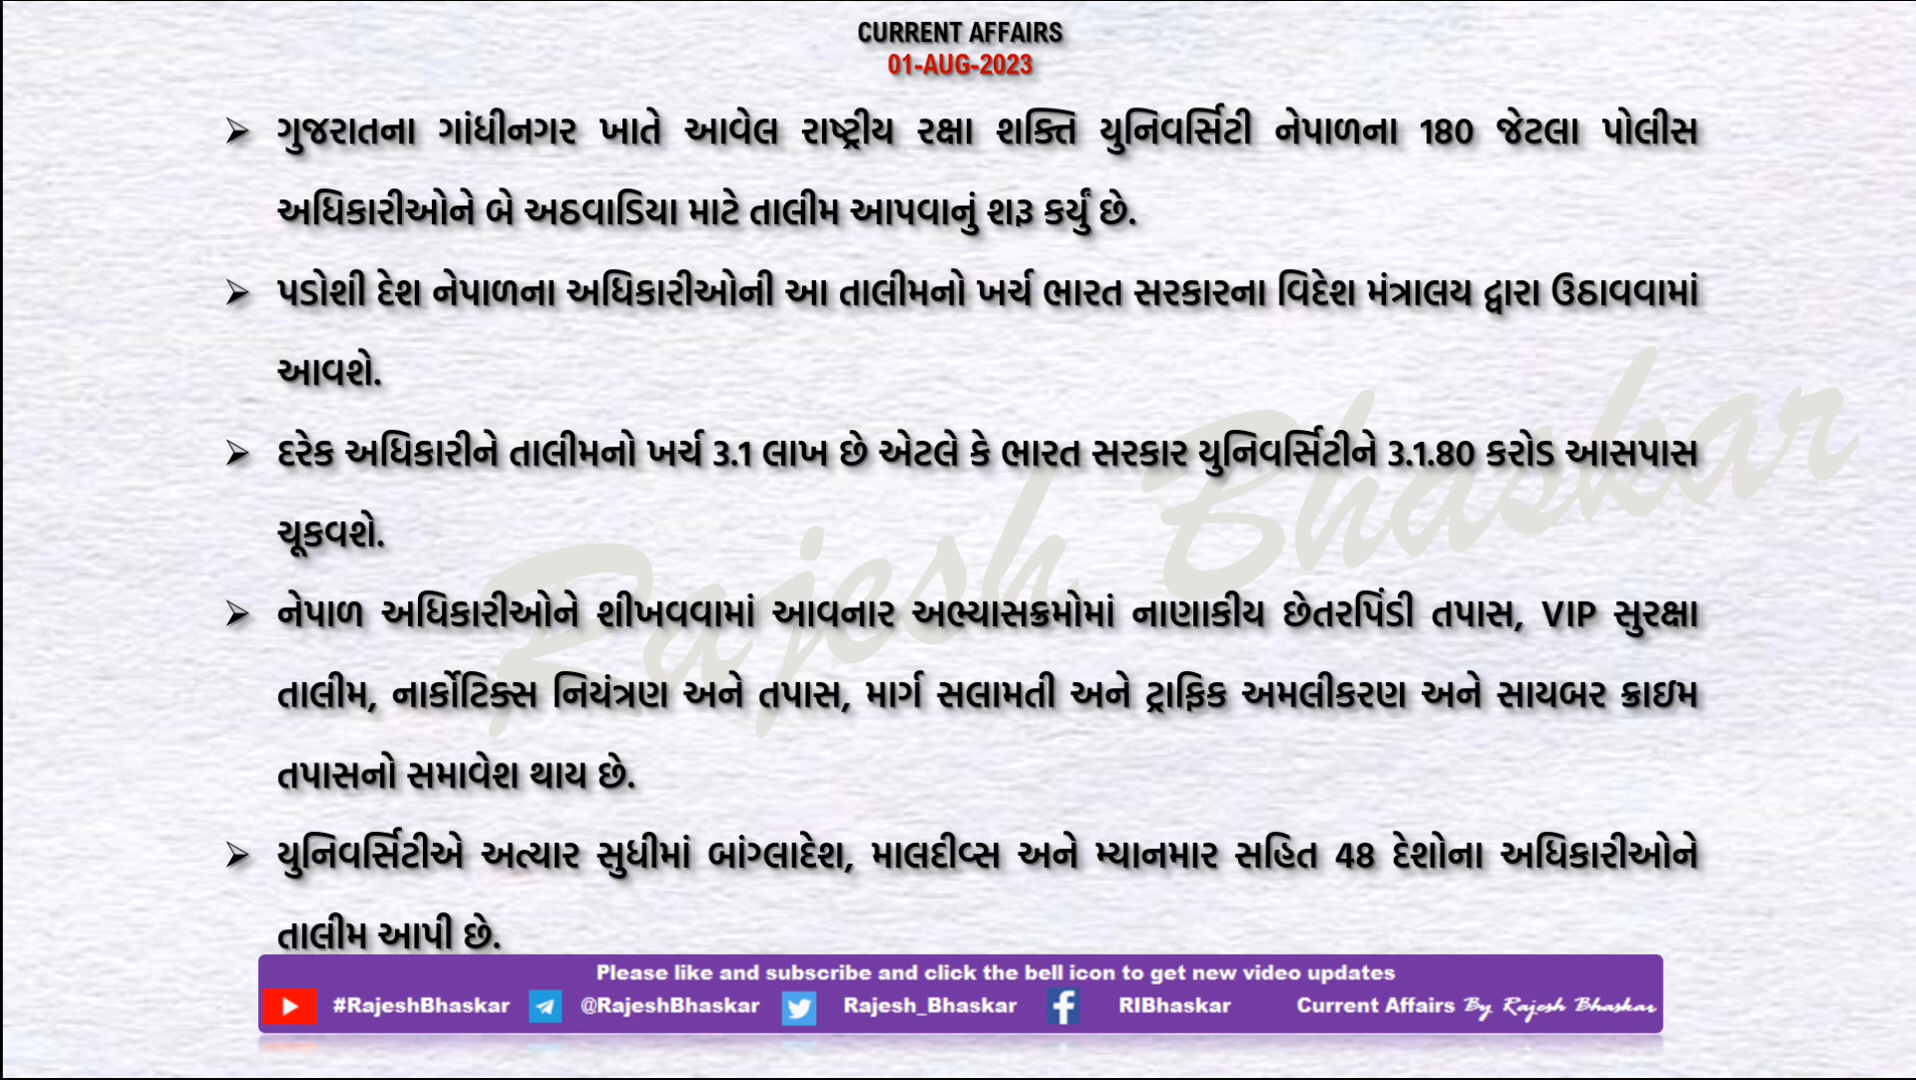 CURRENT AFFAIRS
01-AUG-2023
➢ ગુજરાતના ગાંધીનગર ખાતે આવેલ રાષ્ટ્રીય રક્ષા શક્તિ યુનિવર્સિટી નેપાળના 180 જેટલા પોલીસ
અધિકારીઓને બે અઠવાડિયા માટે તાલીમ આપવાનું શરૂ કર્યું છે.
➢ પડોશી દેશ નેપાળના અધિકારીઓની આ તાલીમનો ખર્ચ ભારત સરકારના વિદેશ મંત્રાલય દ્વારા ઉઠાવવામાં
આવશે.
➢ દરેક અધિકારીને તાલીમનો ખર્ચ 3.1 લાખ છે એટલે કે ભારત સરકાર યુનિવર્સિટીને 3.1.80 કરોડ આસપાસ
ચૂકવશે.
➢ નેપાળ અધિકારીઓને શીખવવામાં આવનાર અભ્યાસક્રમોમાં નાણાકીય છેતરપિંડી તપાસ, VIP સુરક્ષા
તાલીમ, નાર્કોટિક્સ નિયંત્રણ અને તપાસ, માર્ગ સલામતી અને ટ્રાફિક અમલીકરણ અને સાયબર ક્રાઇમ
તપાસનો સમાવેશ થાય છે.
➢ યુનિવર્સિટીએ અત્યાર સુધીમાં બાંગ્લાદેશ, માલદીવ્સ અને મ્યાનમાર સહિત 48 દેશોના અધિકારીઓને
તાલીમ આપી છે.
Rajesh Bhaskar
Please like and subscribe and click the bell icon to get new video updates
#RajeshBhaskar @RajeshBhaskar Rajesh_Bhaskar RIBhaskar Current Affairs By Rajesh Bhaskar